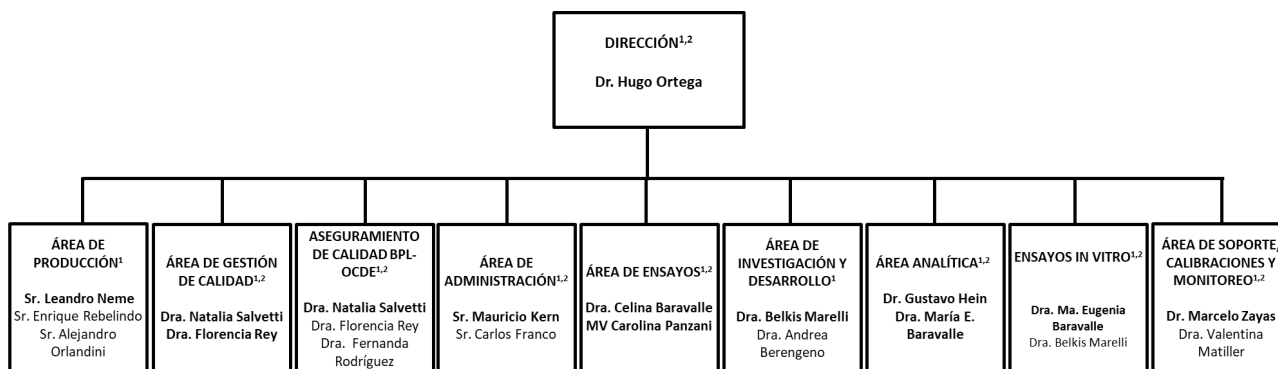 DIRECCIÓN¹,²
Dr. Hugo Ortega
ÁREA DE
PRODUCCIÓN¹
Sr. Leandro Neme
Sr. Enrique Rebelindo
Sr. Alejandro
Orlandini
ÁREA DE GESTIÓN
DE CALIDAD¹,²
Dra. Natalia Salvetti
Dra. Florencia Rey
ASEGURAMIENTO
DE CALIDAD BPL-
OCDE¹,²
Dra. Natalia Salvetti
Dra. Florencia Rey
Dra. Fernanda
Rodríguez
ÁREA DE
ADMINISTRACIÓN¹,²
Sr. Mauricio Kern
Sr. Carlos Franco
ÁREA DE ENSAYOS¹,²
Dra. Celina Baravalle
MV Carolina Panzani
ÁREA DE
INVESTIGACIÓN Y
DESARROLLO¹
Dra. Belkis Marelli
Dra. Andrea
Berengeno
ÁREA ANALÍTICA¹,²
Dr. Gustavo Hein
Dra. María E.
Baravalle
ENSAYOS IN VITRO¹,²
Dra. Ma. Eugenia
Baravalle
Dra. Belkis Marelli
ÁREA DE SOPORTE,
CALIBRACIONES Y
MONITOREO¹,²
Dr. Marcelo Zayas
Dra. Valentina
Matiller